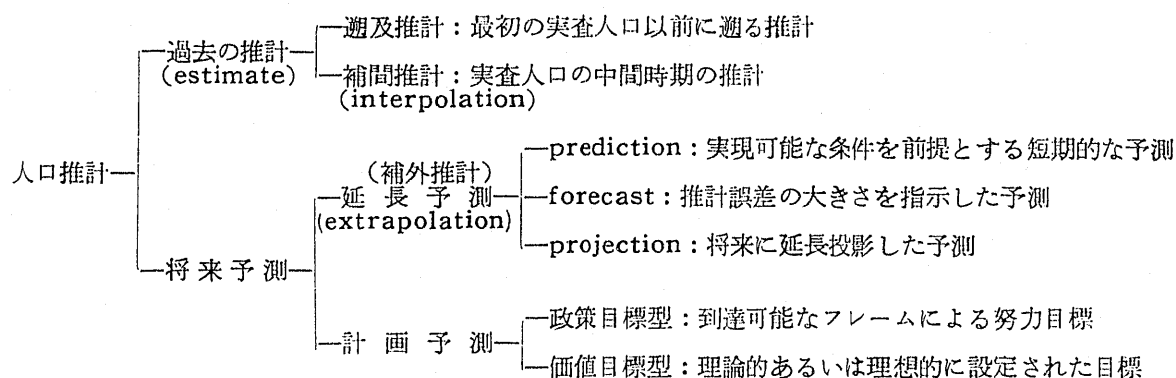 遡及推計：最初の実査人口以前に遡る推計
過去の推計
(estimate)
補間推計：実査人口の中間時期の推計
(interpolation)
人口推計
prediction：実現可能な条件を前提とする短期的な予測
（補外推計）
延長予測
(extrapolation)
forecast：推計誤差の大きさを指示した予測
projection：将来に延長投影した予測
将来予測
政策目標型：到達可能なフレームによる努力目標
計画予測
価値目標型：理論的あるいは理想的に設定された目標